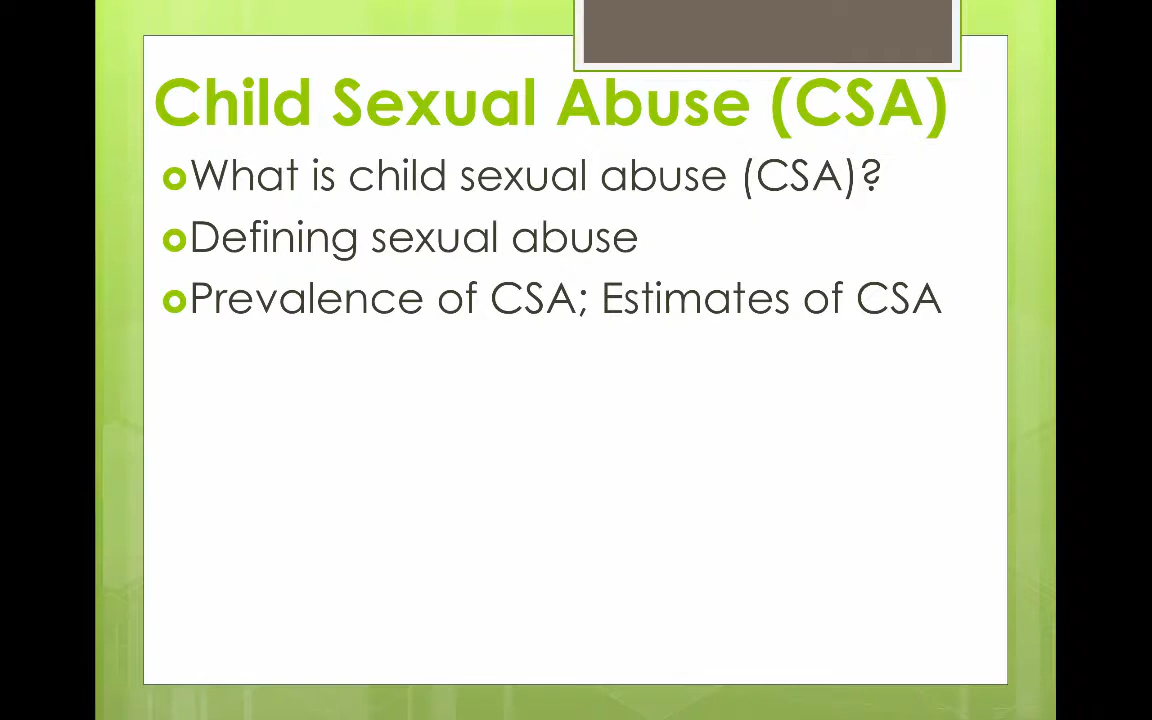 Child Sexual Abuse (CSA)
What is child sexual abuse (CSA)?
Defining sexual abuse
Prevalence of CSA; Estimates of CSA